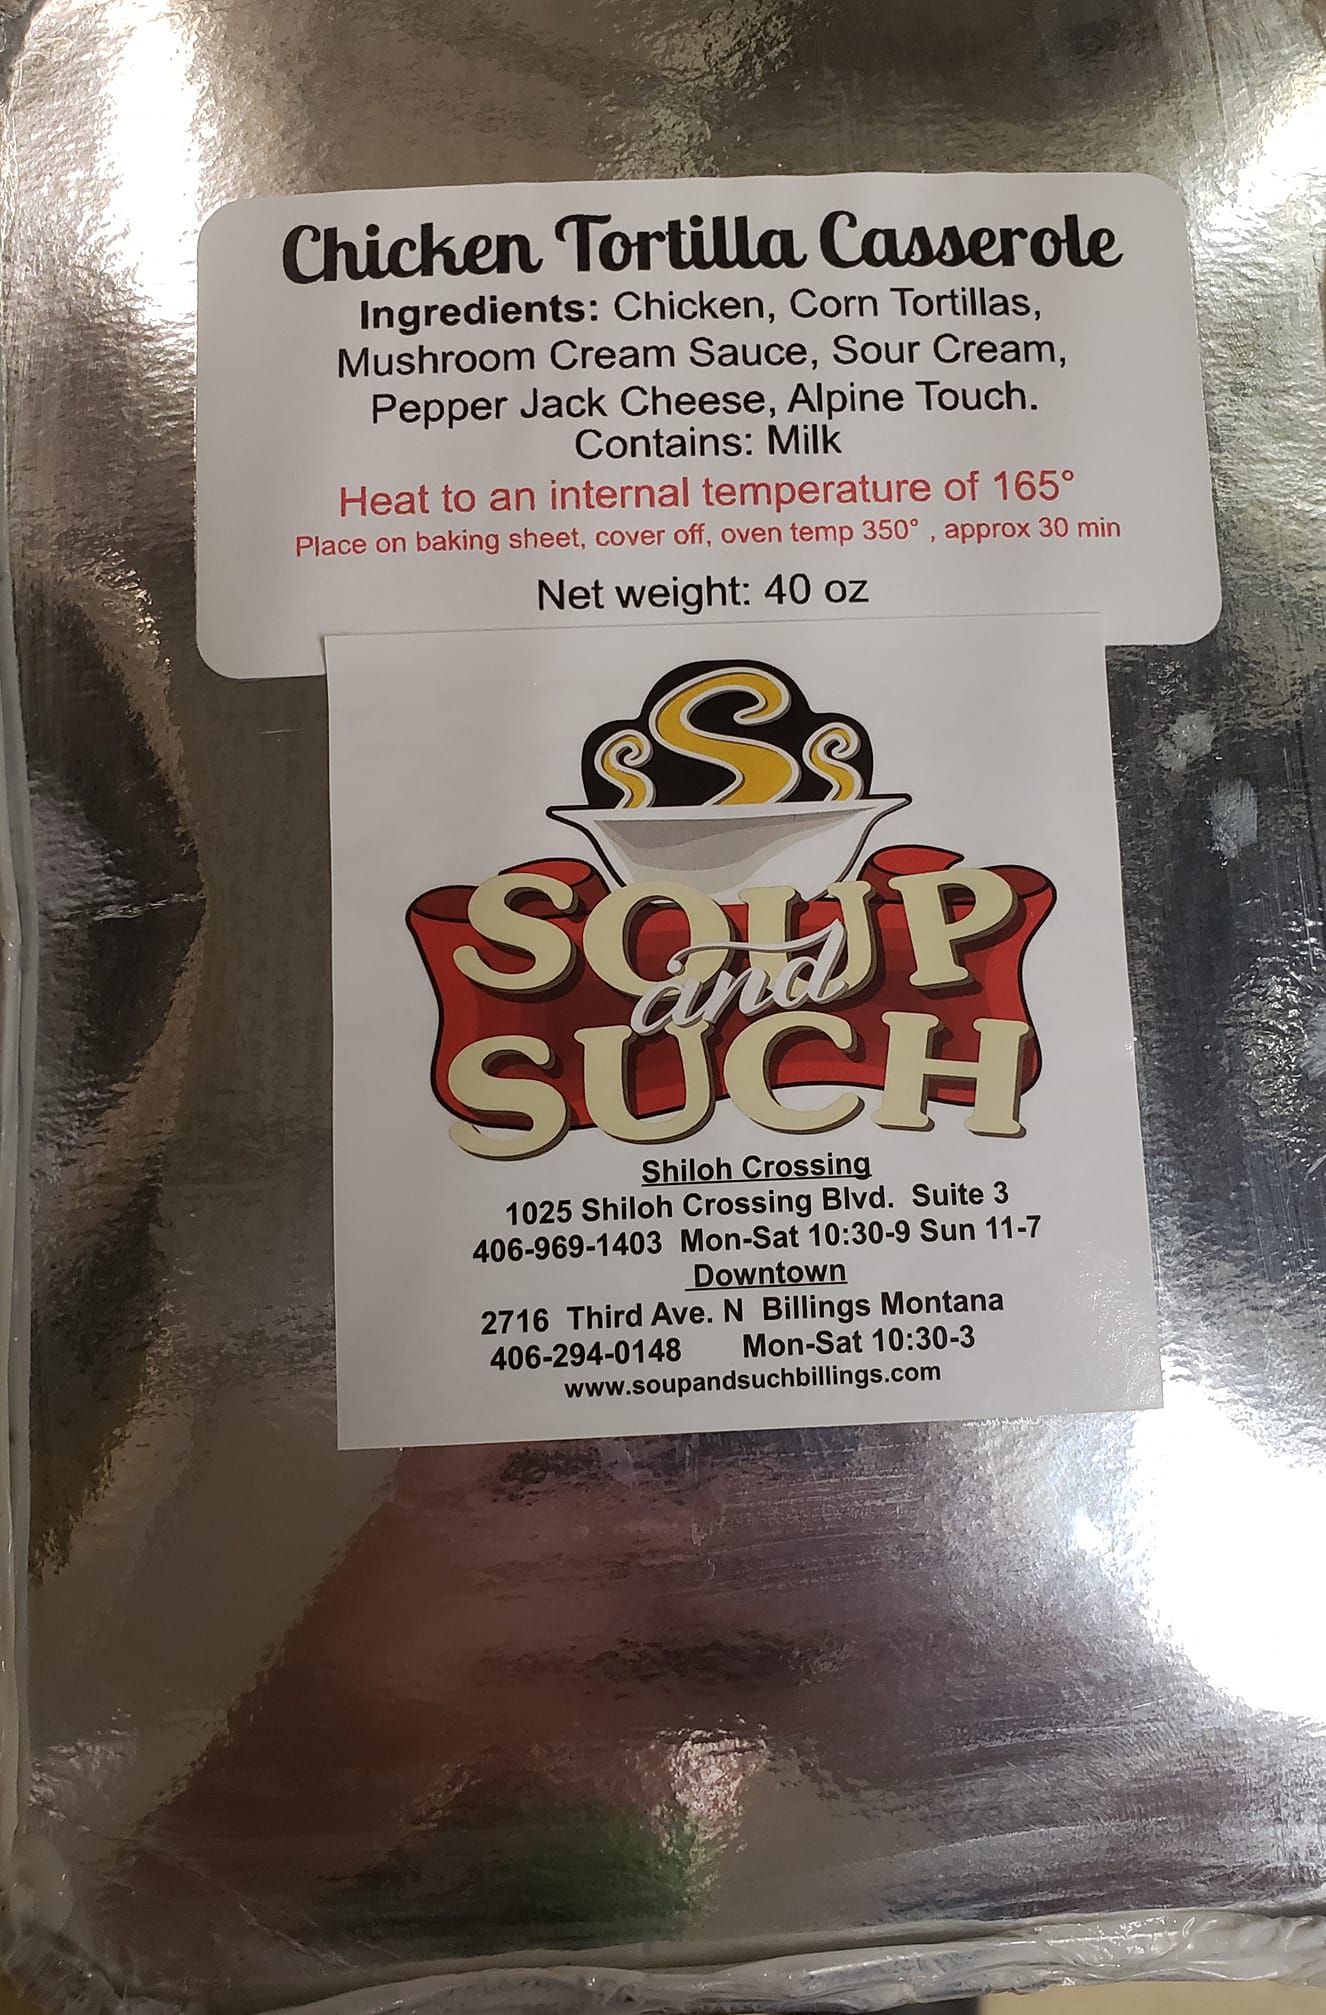 Chicken Tortilla Casserole
Ingredients: Chicken, Corn Tortillas,
Mushroom Cream Sauce, Sour Cream,
Pepper Jack Cheese, Alpine Touch.
Contains: Milk
Heat to an internal temperature of 165°
Place on baking sheet, cover off, oven temp 350° , approx 30 min
Net weight: 40 oz
sSs
SOUP
and
SUCH
Shiloh Crossing
1025 Shiloh Crossing Blvd. Suite 3
406-969-1403 Mon-Sat 10:30-9 Sun 11-7
Downtown
2716 Third Ave. N Billings Montana
406-294-0148 Mon-Sat 10:30-3
www.soupandsuchbillings.com